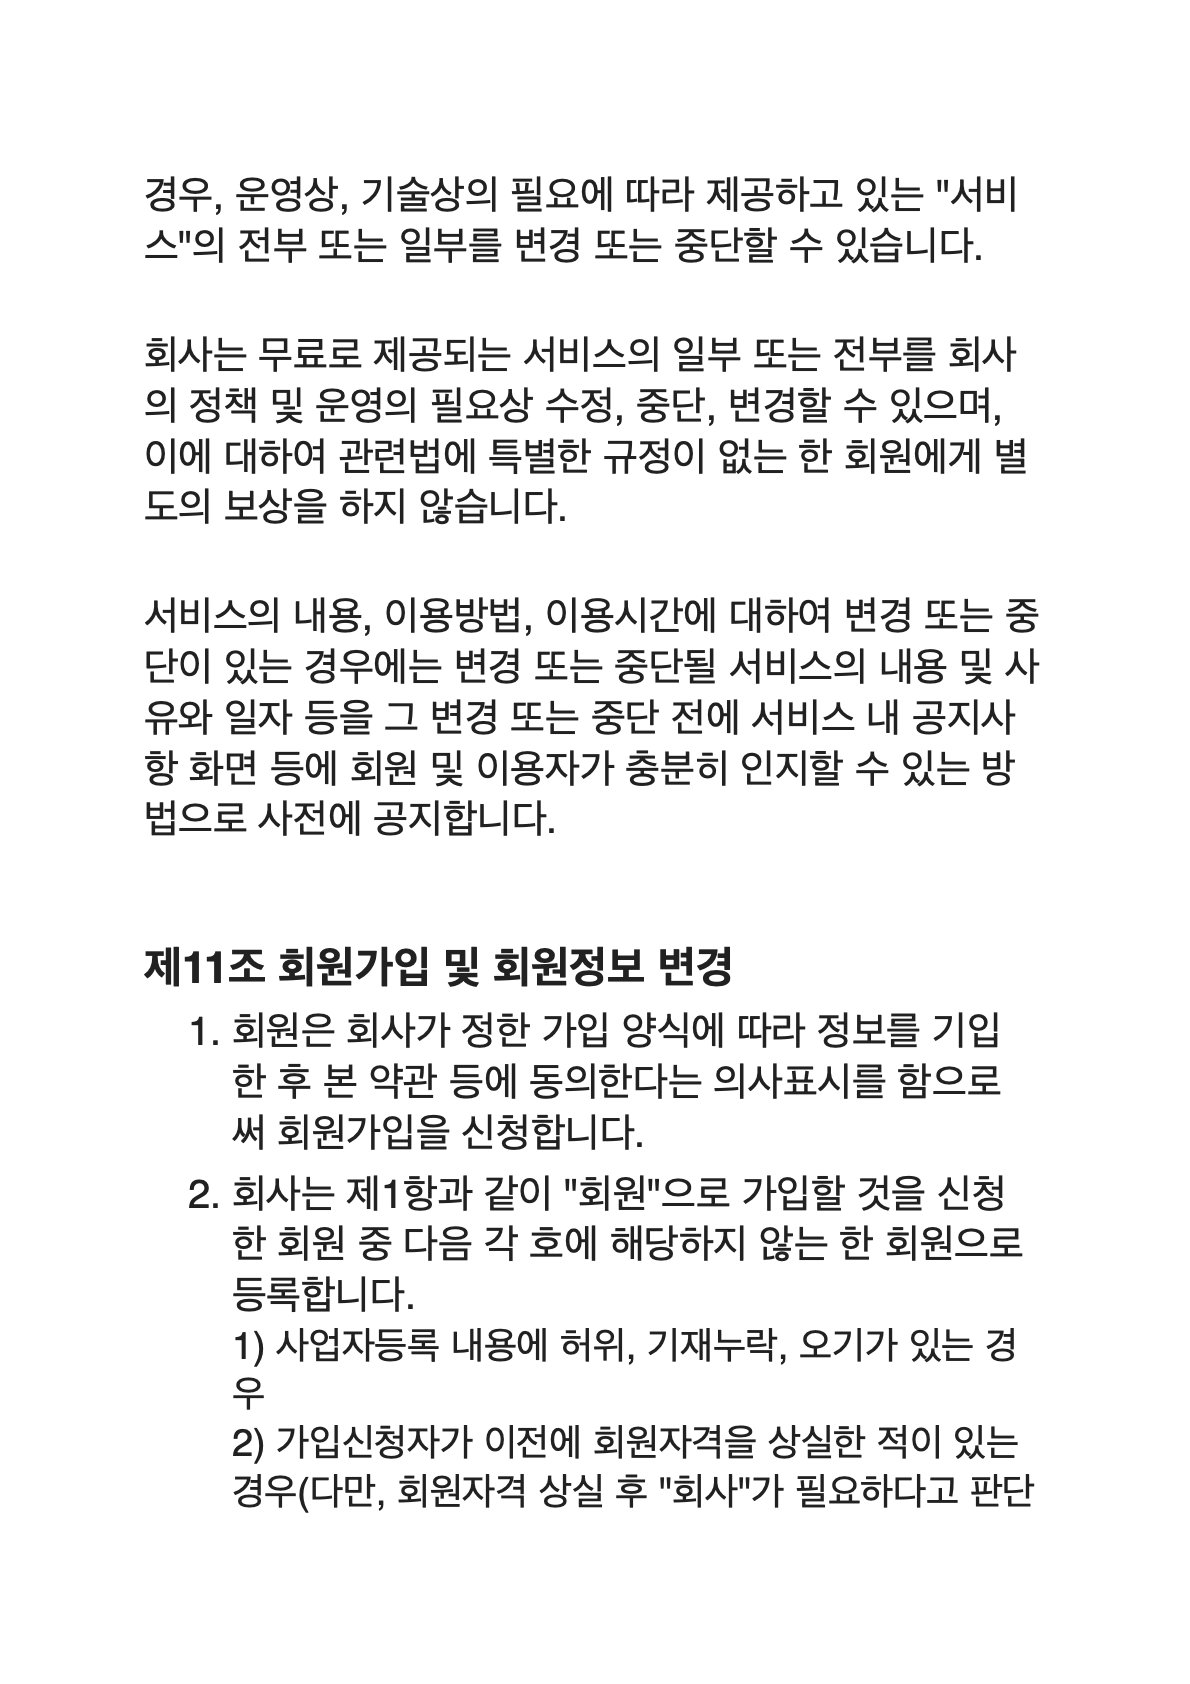 경우, 운영상, 기술상의 필요에 따라 제공하고 있는 "서비
스"의 전부 또는 일부를 변경 또는 중단할 수 있습니다.
회사는 무료로 제공되는 서비스의 일부 또는 전부를 회사
의 정책 및 운영의 필요상 수정, 중단, 변경할 수 있으며,
이에 대하여 관련법에 특별한 규정이 없는 한 회원에게 별
도의 보상을 하지 않습니다.
서비스의 내용, 이용방법, 이용시간에 대하여 변경 또는 중
단이 있는 경우에는 변경 또는 중단될 서비스의 내용 및 사
유와 일자 등을 그 변경 또는 중단 전에 서비스 내 공지사
항 화면 등에 회원 및 이용자가 충분히 인지할 수 있는 방
법으로 사전에 공지합니다.
제11조 회원가입 및 회원정보 변경
1. 회원은 회사가 정한 가입 양식에 따라 정보를 기입
한 후 본 약관 등에 동의한다는 의사표시를 함으로
써 회원가입을 신청합니다.
2. 회사는 제1항과 같이 "회원"으로 가입할 것을 신청
한 회원 중 다음 각 호에 해당하지 않는 한 회원으로
등록합니다.
1) 사업자등록 내용에 허위, 기재누락, 오기가 있는 경
우
2) 가입신청자가 이전에 회원자격을 상실한 적이 있는
경우(다만, 회원자격 상실 후 "회사"가 필요하다고 판단